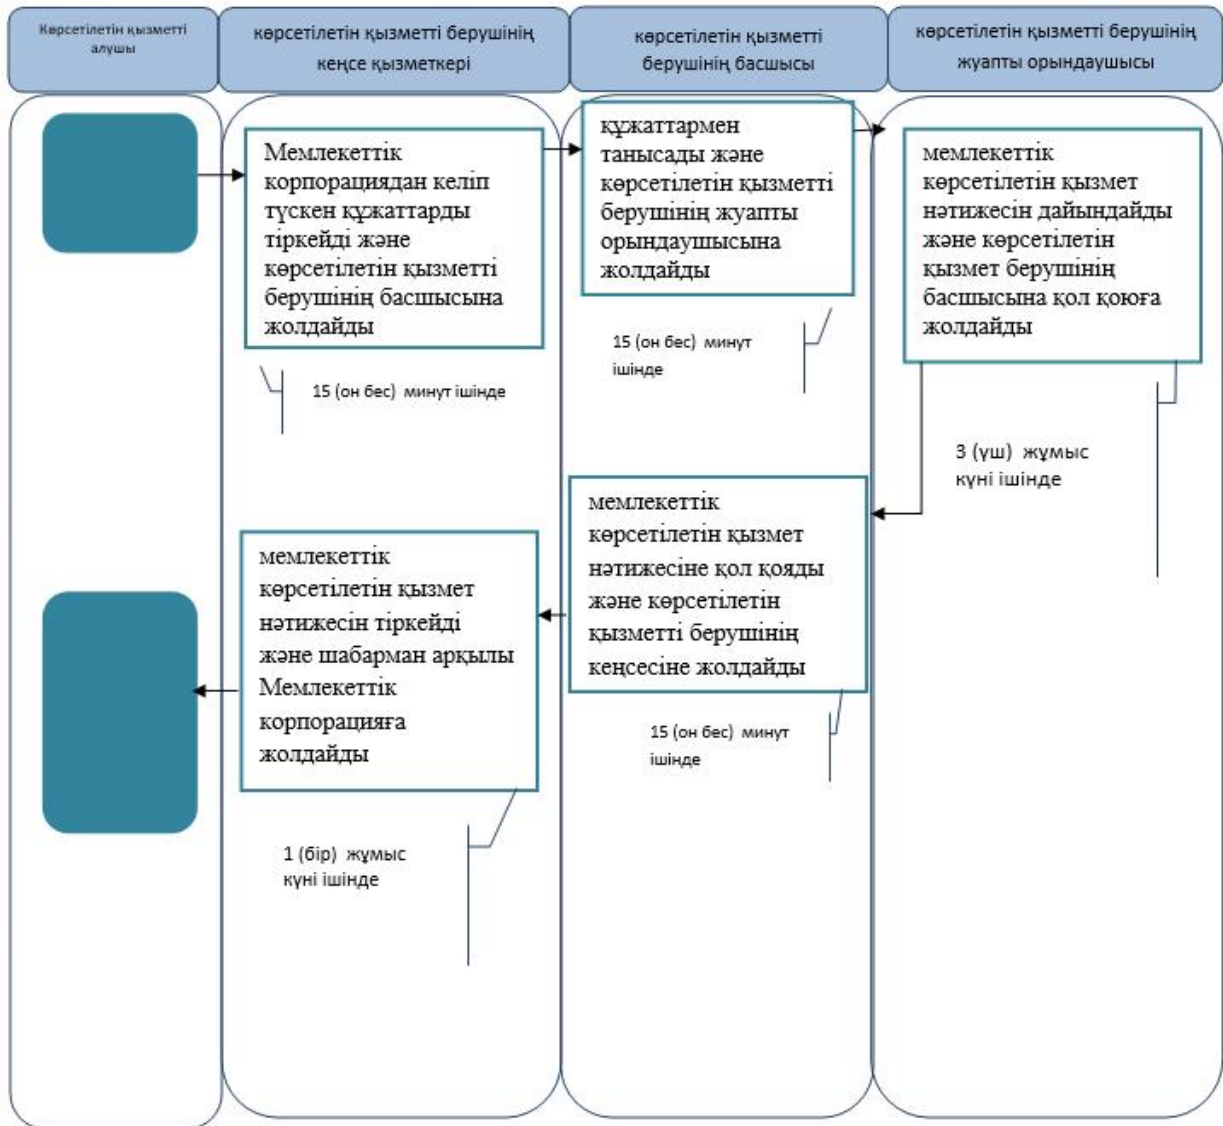 Көрсетілетін қызметті
алушы
көрсетілетін қызметті берушінің
кеңсе қызметкері
көрсетілетін қызметті
берушінің басшысы
көрсетілетін қызметті берушінің
жуапты орындаушысы
Мемлекеттік
корпорациядан келіп
түскен құжаттарды
тіркейді және
көрсетілетін қызметті
берушінің басшысына
жолдайды
15 (он бес) минут ішінде
құжаттармен
танысады және
көрсетілетін қызметті
берушінің жуапты
орындаушысына
жолдайды
15 (он бес) минут
ішінде
мемлекеттік
көрсетілетін қызмет
нәтижесін дайындайды
және көрсетілетін
қызмет берушінің
басшысына қол қоюға
жолдайды
3 (үш) жұмыс
күні ішінде
мемлекеттік
көрсетілетін қызмет
нәтижесіне қол қояды
және көрсетілетін
қызметті берушінің
кеңсесіне жолдайды
15 (он бес) минут
ішінде
мемлекеттік
көрсетілетін қызмет
нәтижесін тіркейді
және шабарман арқылы
Мемлекеттік
корпорацияға
жолдайды
1 (бір) жұмыс
күні ішінде